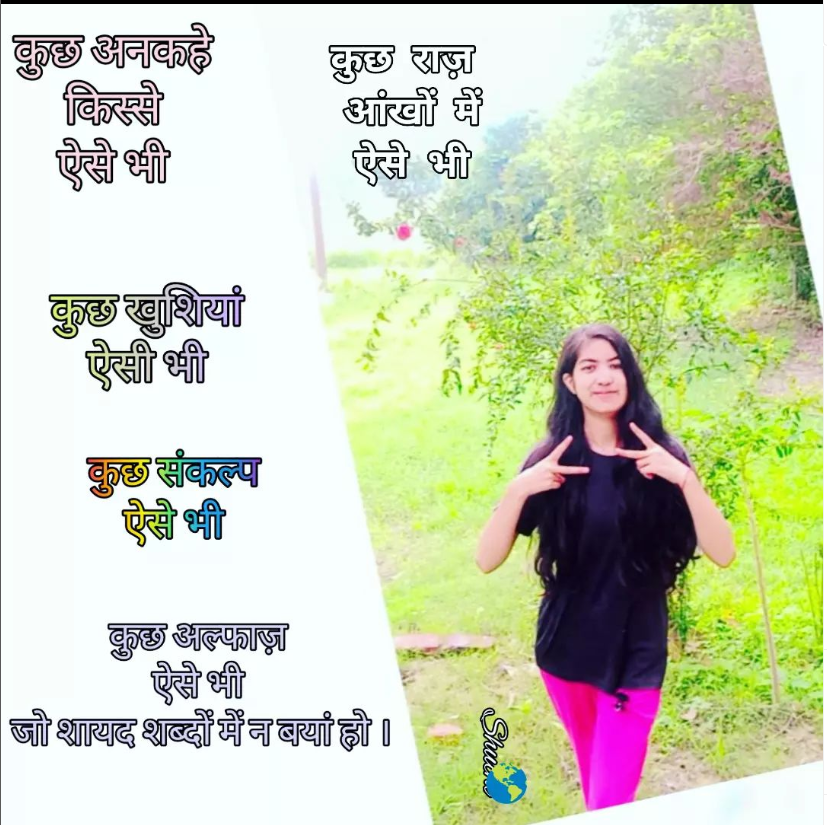 कुछ अनकहे
किस्से
ऐसे भी
कुछ राज़
आंखों में
ऐसे भी
कुछ खुशियां
ऐसी भी
कुछ संकल्प
ऐसे भी
कुछ अल्फाज़
ऐसे भी
जो शायद शब्दों में न बयां हो ।